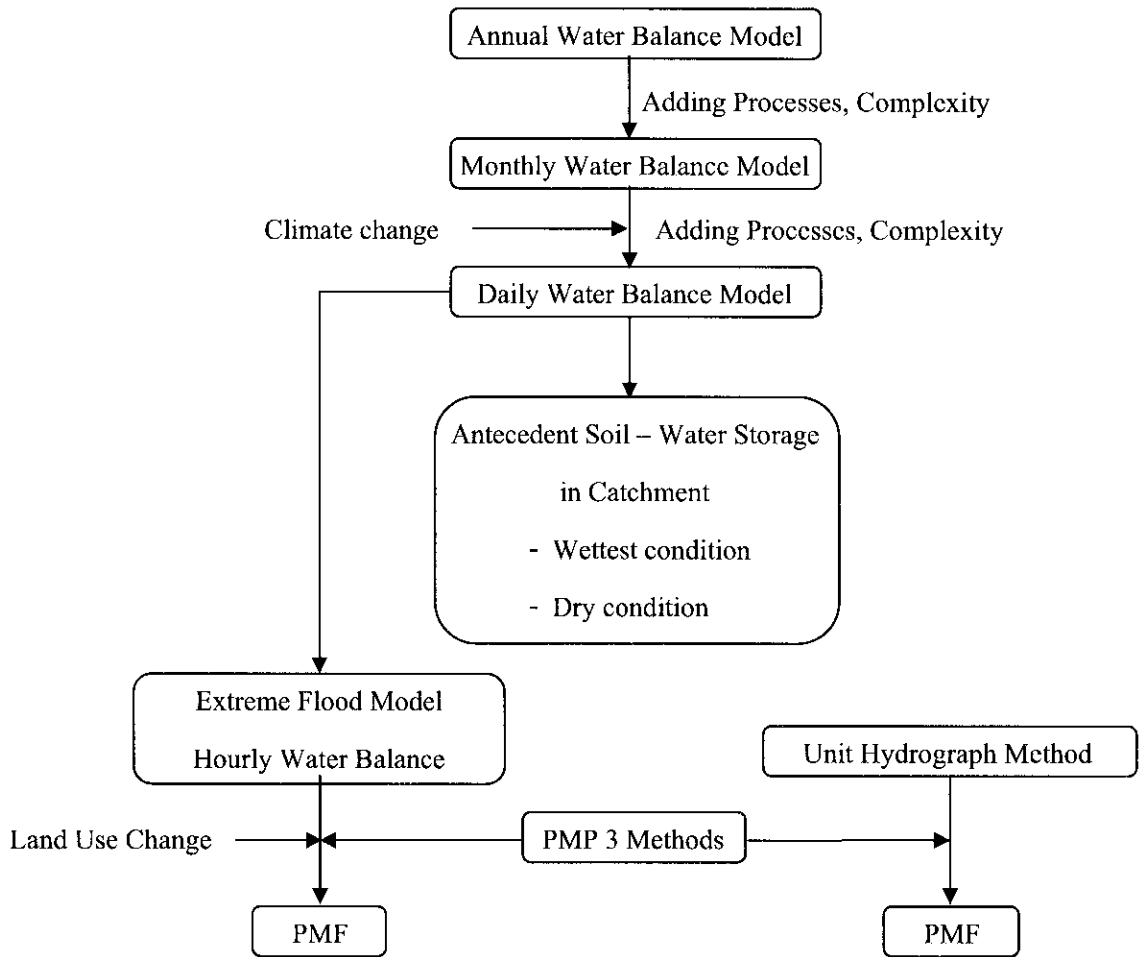 Annual Water Balance Model
Adding Processes, Complexity
Monthly Water Balance Model
Climate change
Adding Processes, Complexity
Daily Water Balance Model
Antecedent Soil – Water Storage
in Catchment
- Wettest condition
- Dry condition
Extreme Flood Model
Hourly Water Balance
Unit Hydrograph Method
Land Use Change
PMP 3 Methods
PMF
PMF